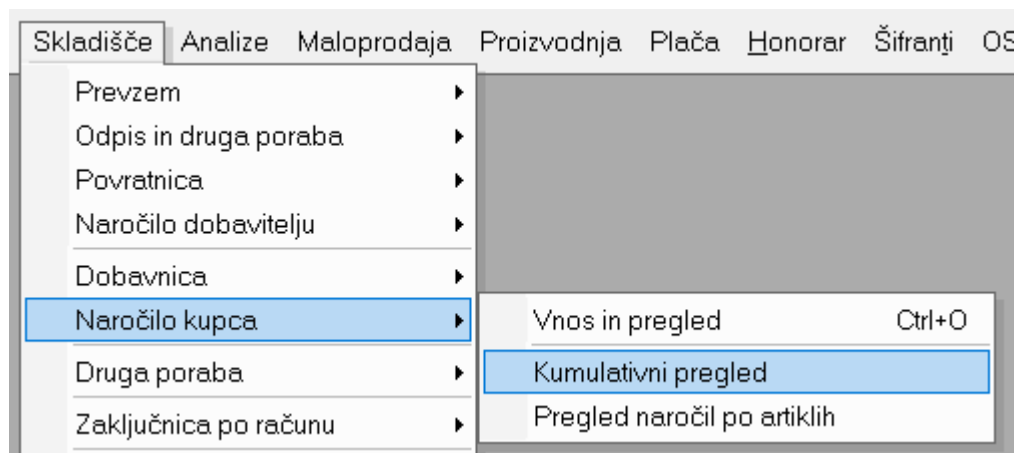 Skladišče Analize Maloprodaja Proizvodnja Plača Honorar Šifranti OS
Prevzem
Odpis in druga poraba
Povratnica
Naročilo dobavitelju
Dobavnica
Naročilo kupca
Druga poraba
Zaključnica po računu
Vnos in pregled Ctrl+O
Kumulativni pregled
Pregled naročil po artiklih